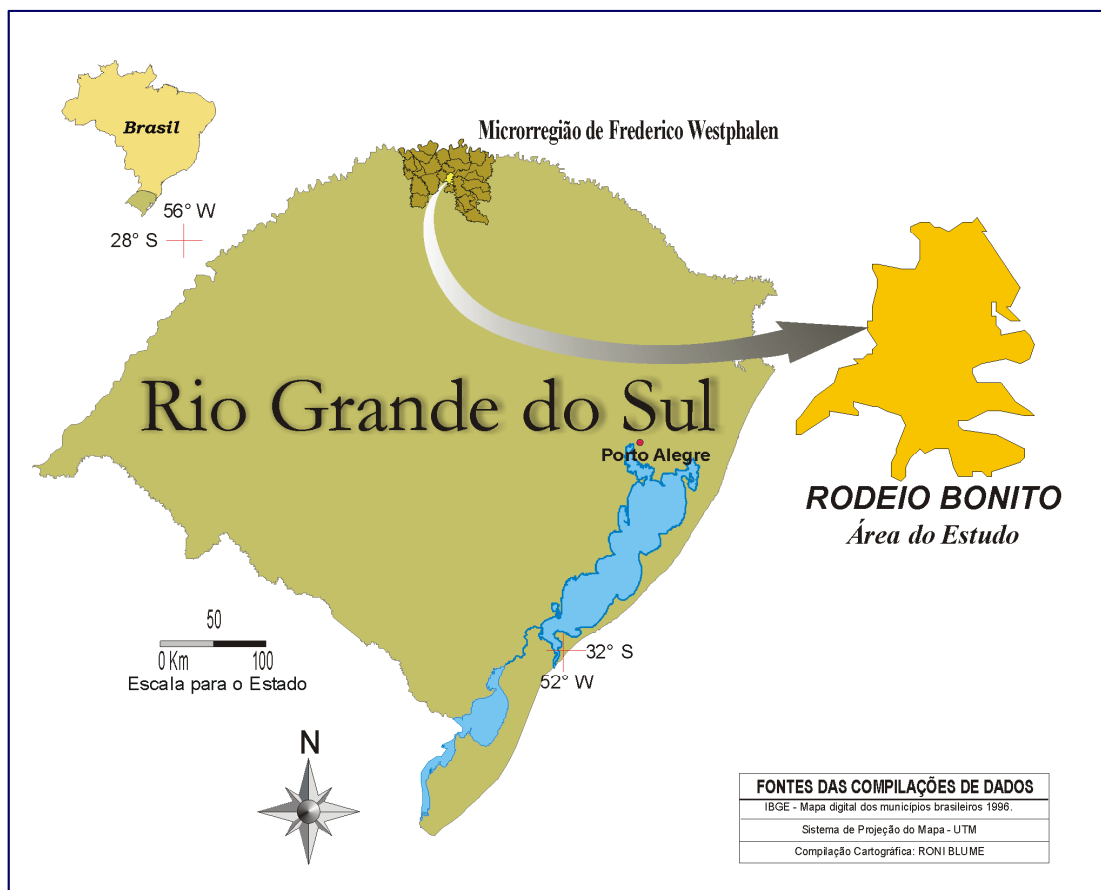 Brasil
Microrregião de Frederico Westphalen
56° W
28° S
Rio Grande do Sul
Porto Alegre
RODEIO BONITO
Área do Estudo
50
0 Km 100
Escala para o Estado
32° S
52° W
N
FONTES DAS COMPILAÇÕES DE DADOS
IBGE - Mapa digital dos municípios brasileiros 1996.
Sistema de Projeção do Mapa - UTM
Compilação Cartográfica: RONI BLUME